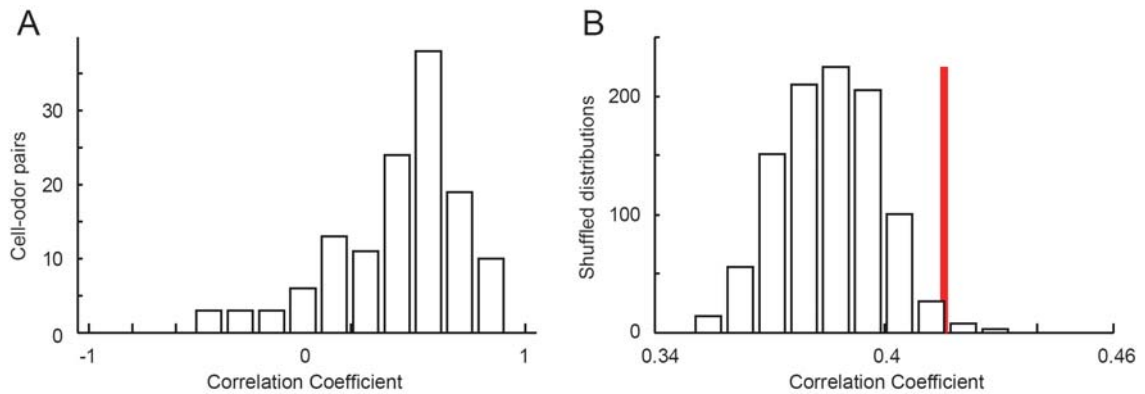 A
Cell-odor pairs
30
20
10
0
-1
0
1
Correlation Coefficient
B
Shuffled distributions
200
100
0
0.34
0.4
0.46
Correlation Coefficient